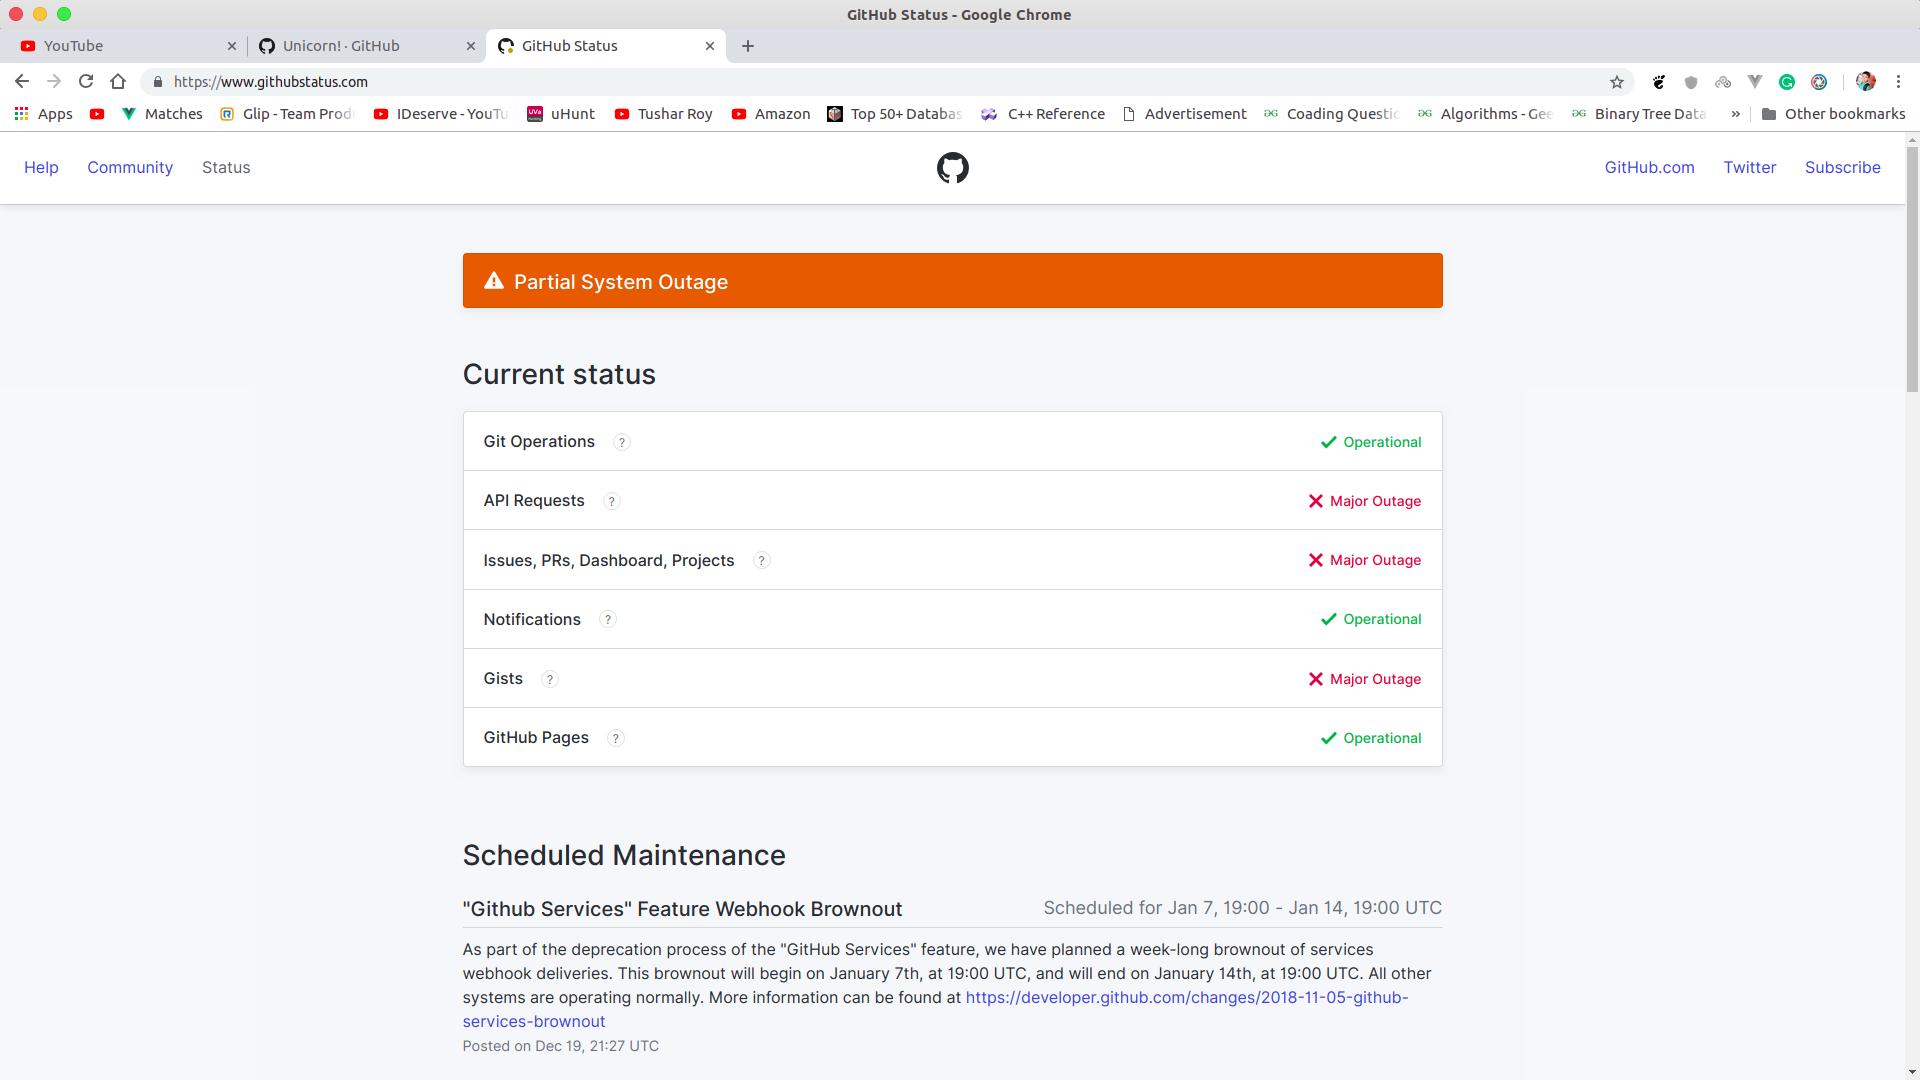 GitHub Status - Google Chrome
YouTube
Unicorn! · GitHub
GitHub Status
https://www.githubstatus.com
Apps
Matches
Glip - Team Prod
IDeserve - YouTu
uHunt
Tushar Roy
Amazon
Top 50+ Databas
C++ Reference
Advertisement
Coading Questic
Algorithms - Gee
Binary Tree Data
»
Other bookmarks
Help
Community
Status
GitHub.com
Twitter
Subscribe
Partial System Outage
Current status
Git Operations ? Operational
API Requests ? Major Outage
Issues, PRs, Dashboard, Projects ? Major Outage
Notifications ? Operational
Gists ? Major Outage
GitHub Pages ? Operational
Scheduled Maintenance
"Github Services" Feature Webhook Brownout
Scheduled for Jan 7, 19:00 - Jan 14, 19:00 UTC
As part of the deprecation process of the "GitHub Services" feature, we have planned a week-long brownout of services
webhook deliveries. This brownout will begin on January 7th, at 19:00 UTC, and will end on January 14th, at 19:00 UTC. All other
systems are operating normally. More information can be found at https://developer.github.com/changes/2018-11-05-github-
services-brownout
Posted on Dec 19, 21:27 UTC